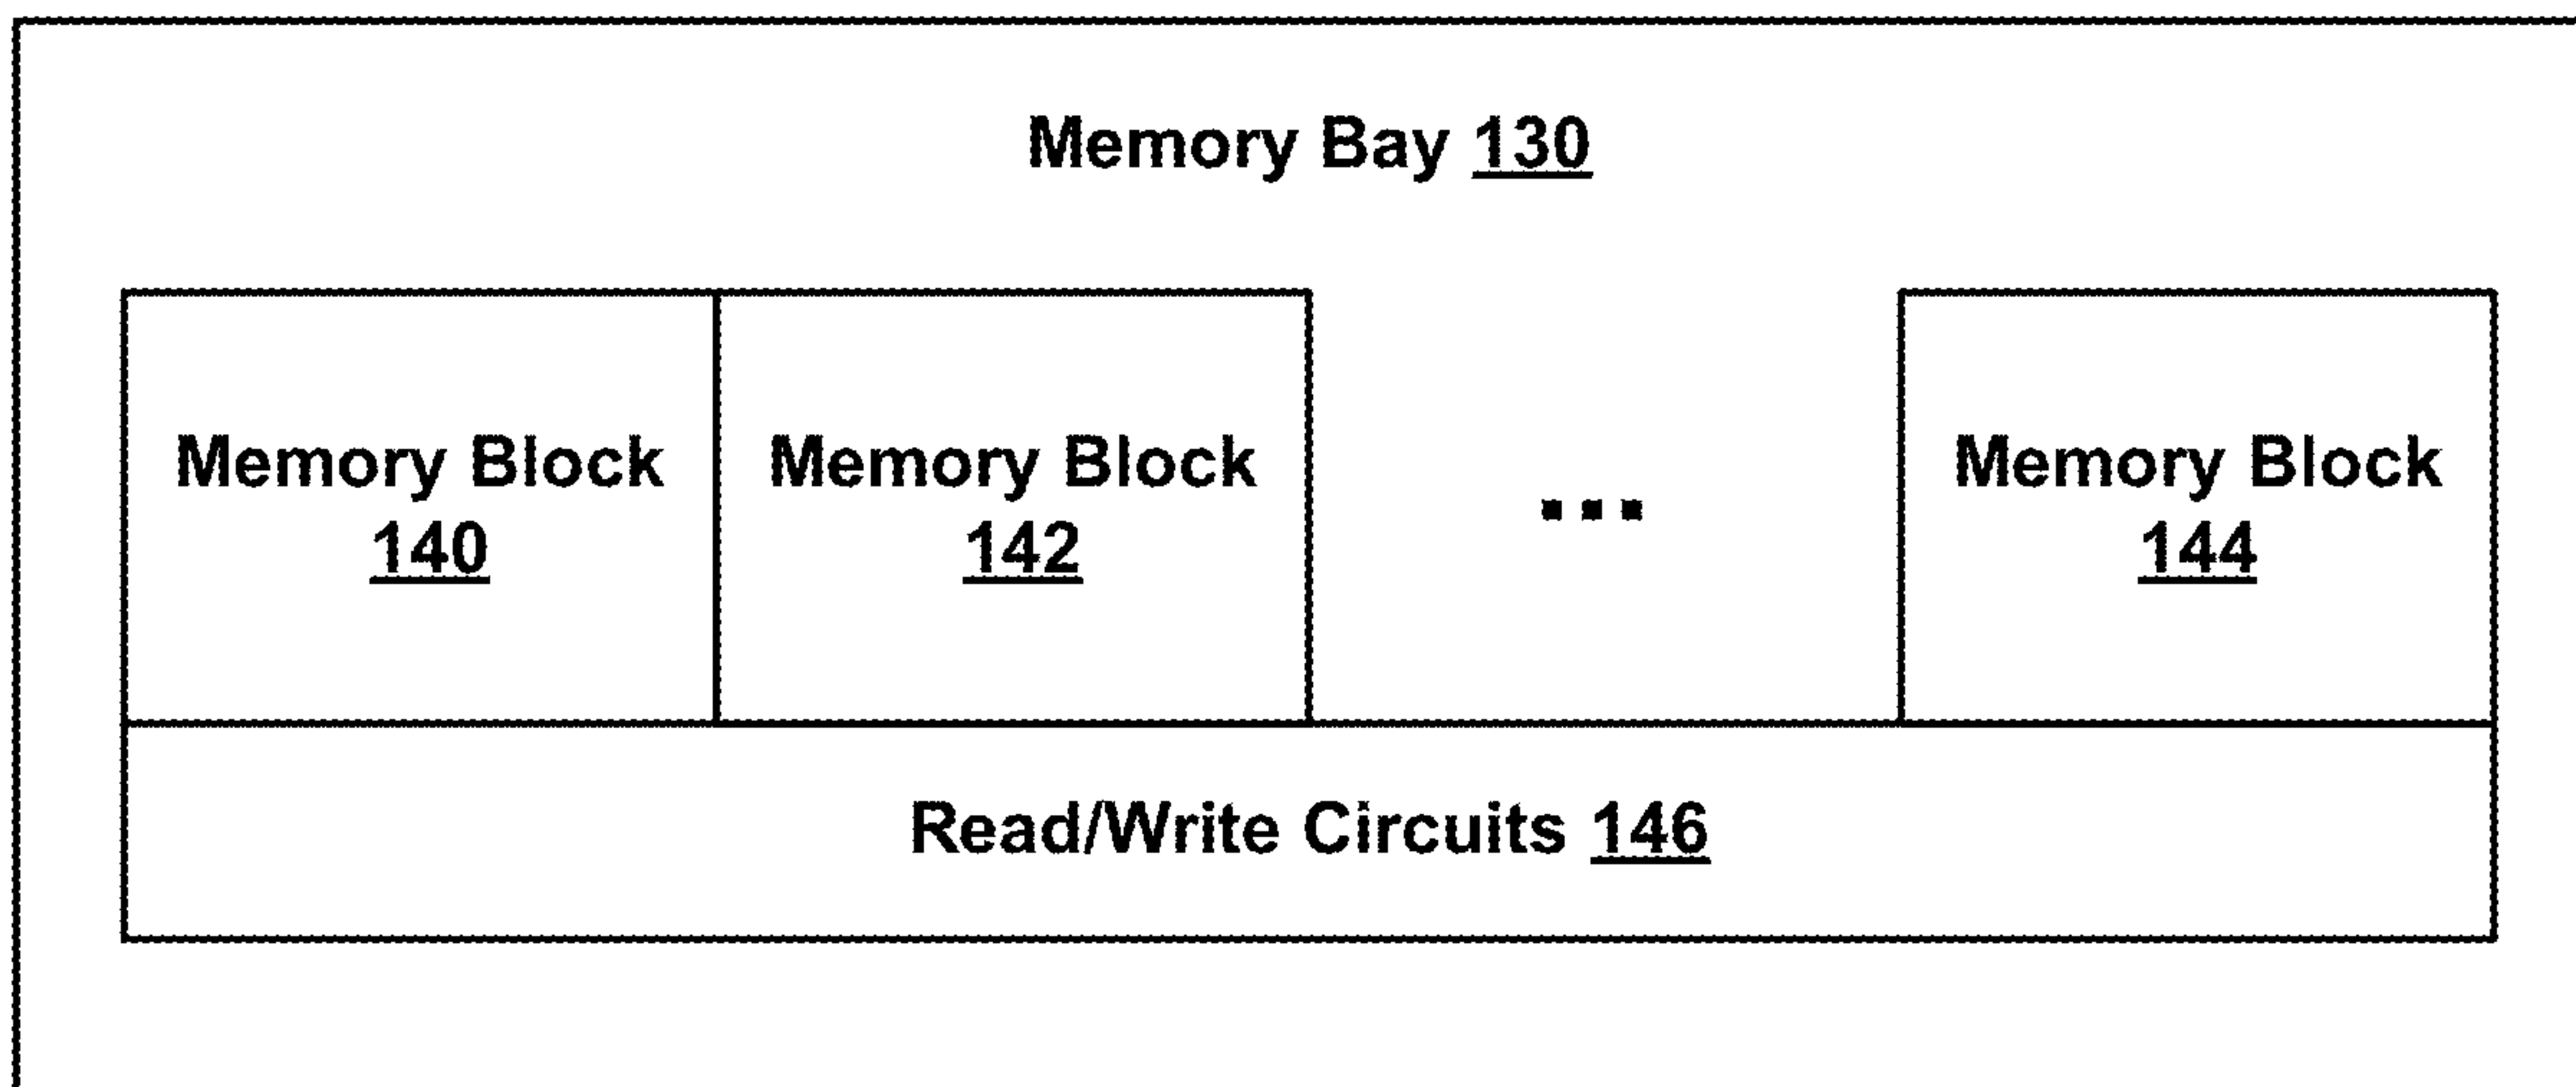 Memory Bay 130
Memory Block
140
Memory Block
142
...
Memory Block
144
Read/Write Circuits 146